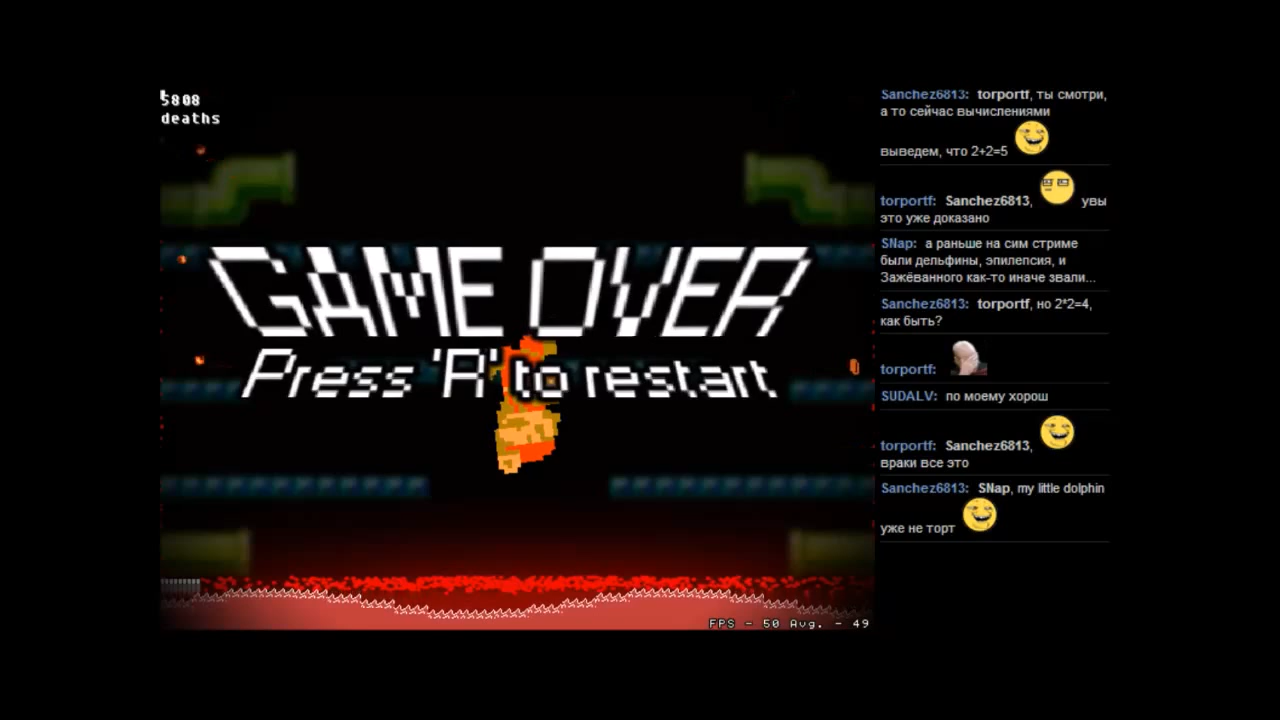 5808
deaths
GAME OVER
Press 'R' to restart
FPS - 50 Avg. - 49
Sanchez6813: torportf, ты смотри,
а то сейчас вычислениями
выведем, что 2+2=5
torportf: Sanchez6813, увы
это уже доказано
SNap: а раньше на сим стриме
были дельфины, эпилепсия, и
Зажёванного как-то иначе звали...
Sanchez6813: torportf, но 2*2=4,
как быть?
torportf:
SUDALV: по моему хорош
torportf: Sanchez6813,
враки все это
Sanchez6813: SNap, my little dolphin
уже не торт